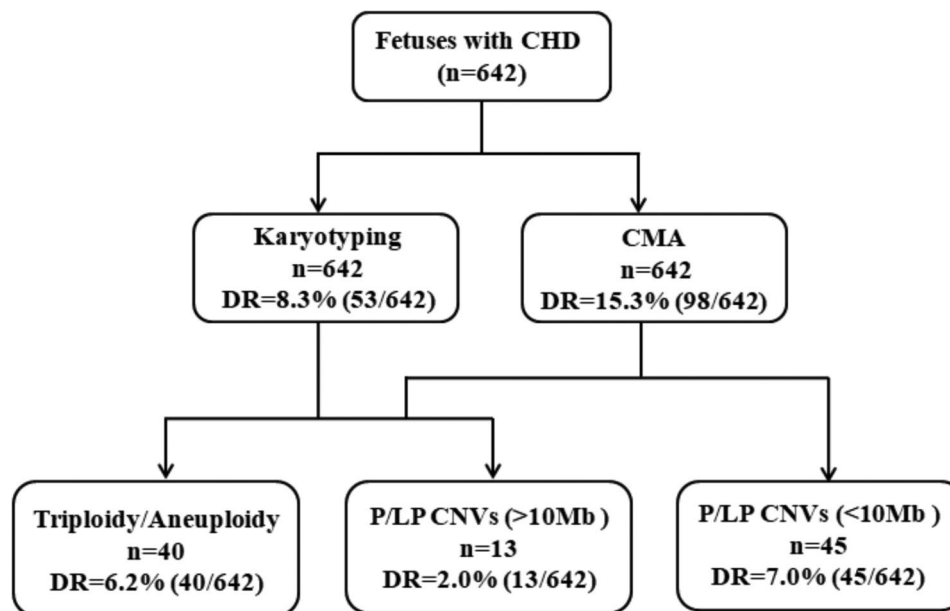 Fetuses with CHD
(n=642)
Karyotyping
n=642
DR=8.3% (53/642)
CMA
n=642
DR=15.3% (98/642)
Triploidy/Aneuploidy
n=40
DR=6.2% (40/642)
P/LP CNVs (>10Mb )
n=13
DR=2.0% (13/642)
P/LP CNVs (<10Mb )
n=45
DR=7.0% (45/642)